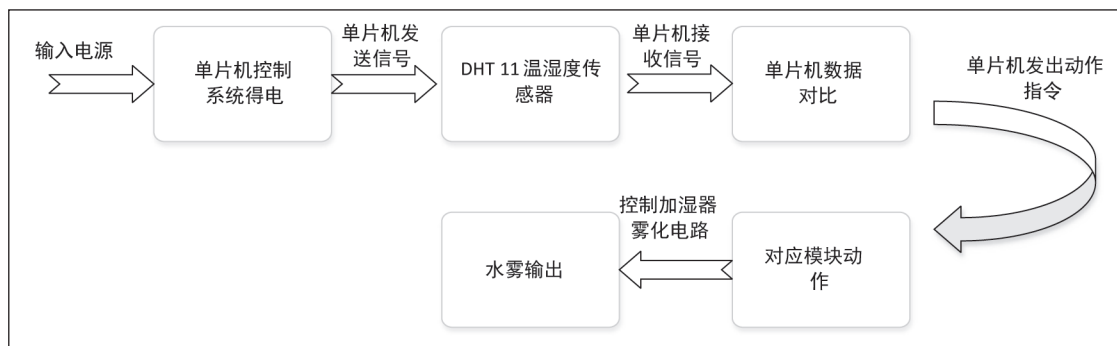 输入电源
单片机控制
系统得电
单片机发
送信号
DHT 11 温湿度传
感器
单片机接
收信号
单片机数据
对比
单片机发出动作
指令
对应模块动
作
控制加湿器
雾化电路
水雾输出